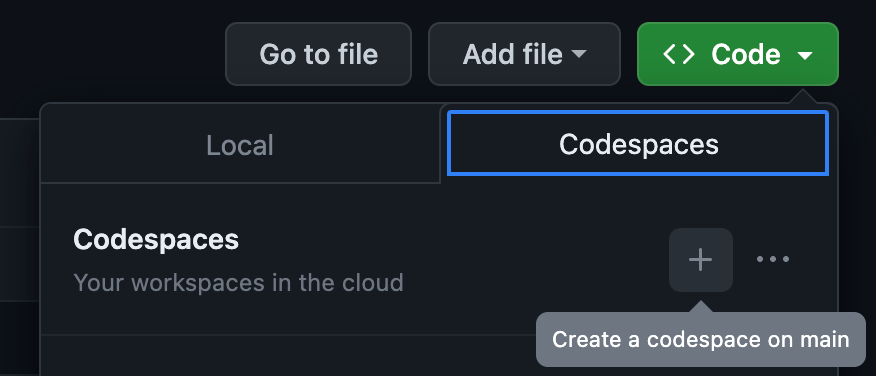 Go to file
Add file
<> Code
Local
Codespaces
Codespaces
Your workspaces in the cloud
Create a codespace on main